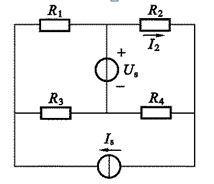 R₁
R₂
I₂
+
Uₛ
−
R₃
R₄
Iₛ